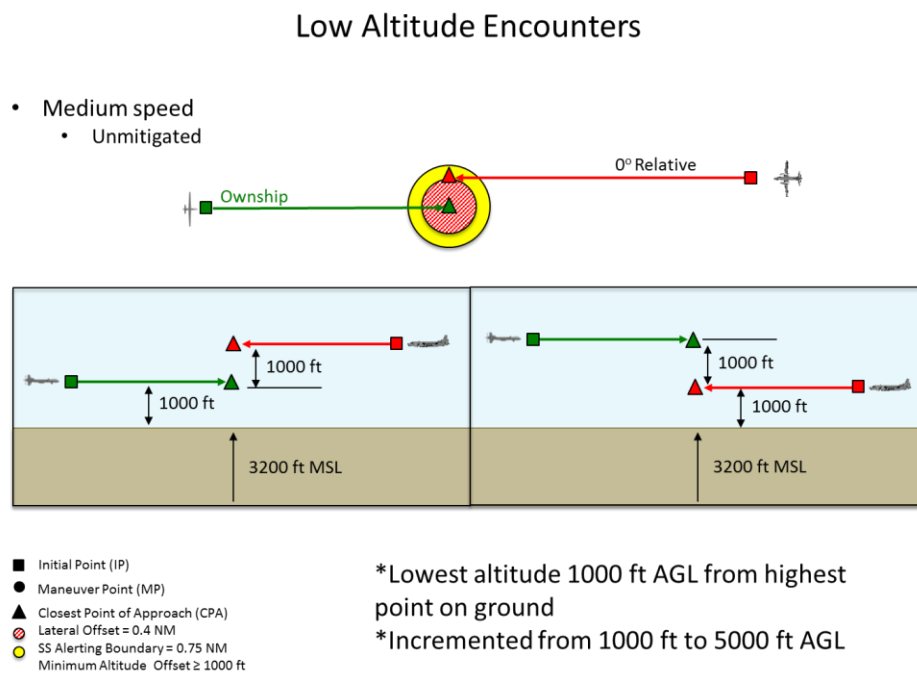 Low Altitude Encounters
• Medium speed
• Unmitigated
0° Relative
Ownship
1000 ft
1000 ft
3200 ft MSL
1000 ft
1000 ft
3200 ft MSL
Initial Point (IP)
Maneuver Point (MP)
Closest Point of Approach (CPA)
Lateral Offset = 0.4 NM
SS Alerting Boundary = 0.75 NM
Minimum Altitude Offset ≥ 1000 ft
*Lowest altitude 1000 ft AGL from highest
point on ground
*Incremented from 1000 ft to 5000 ft AGL